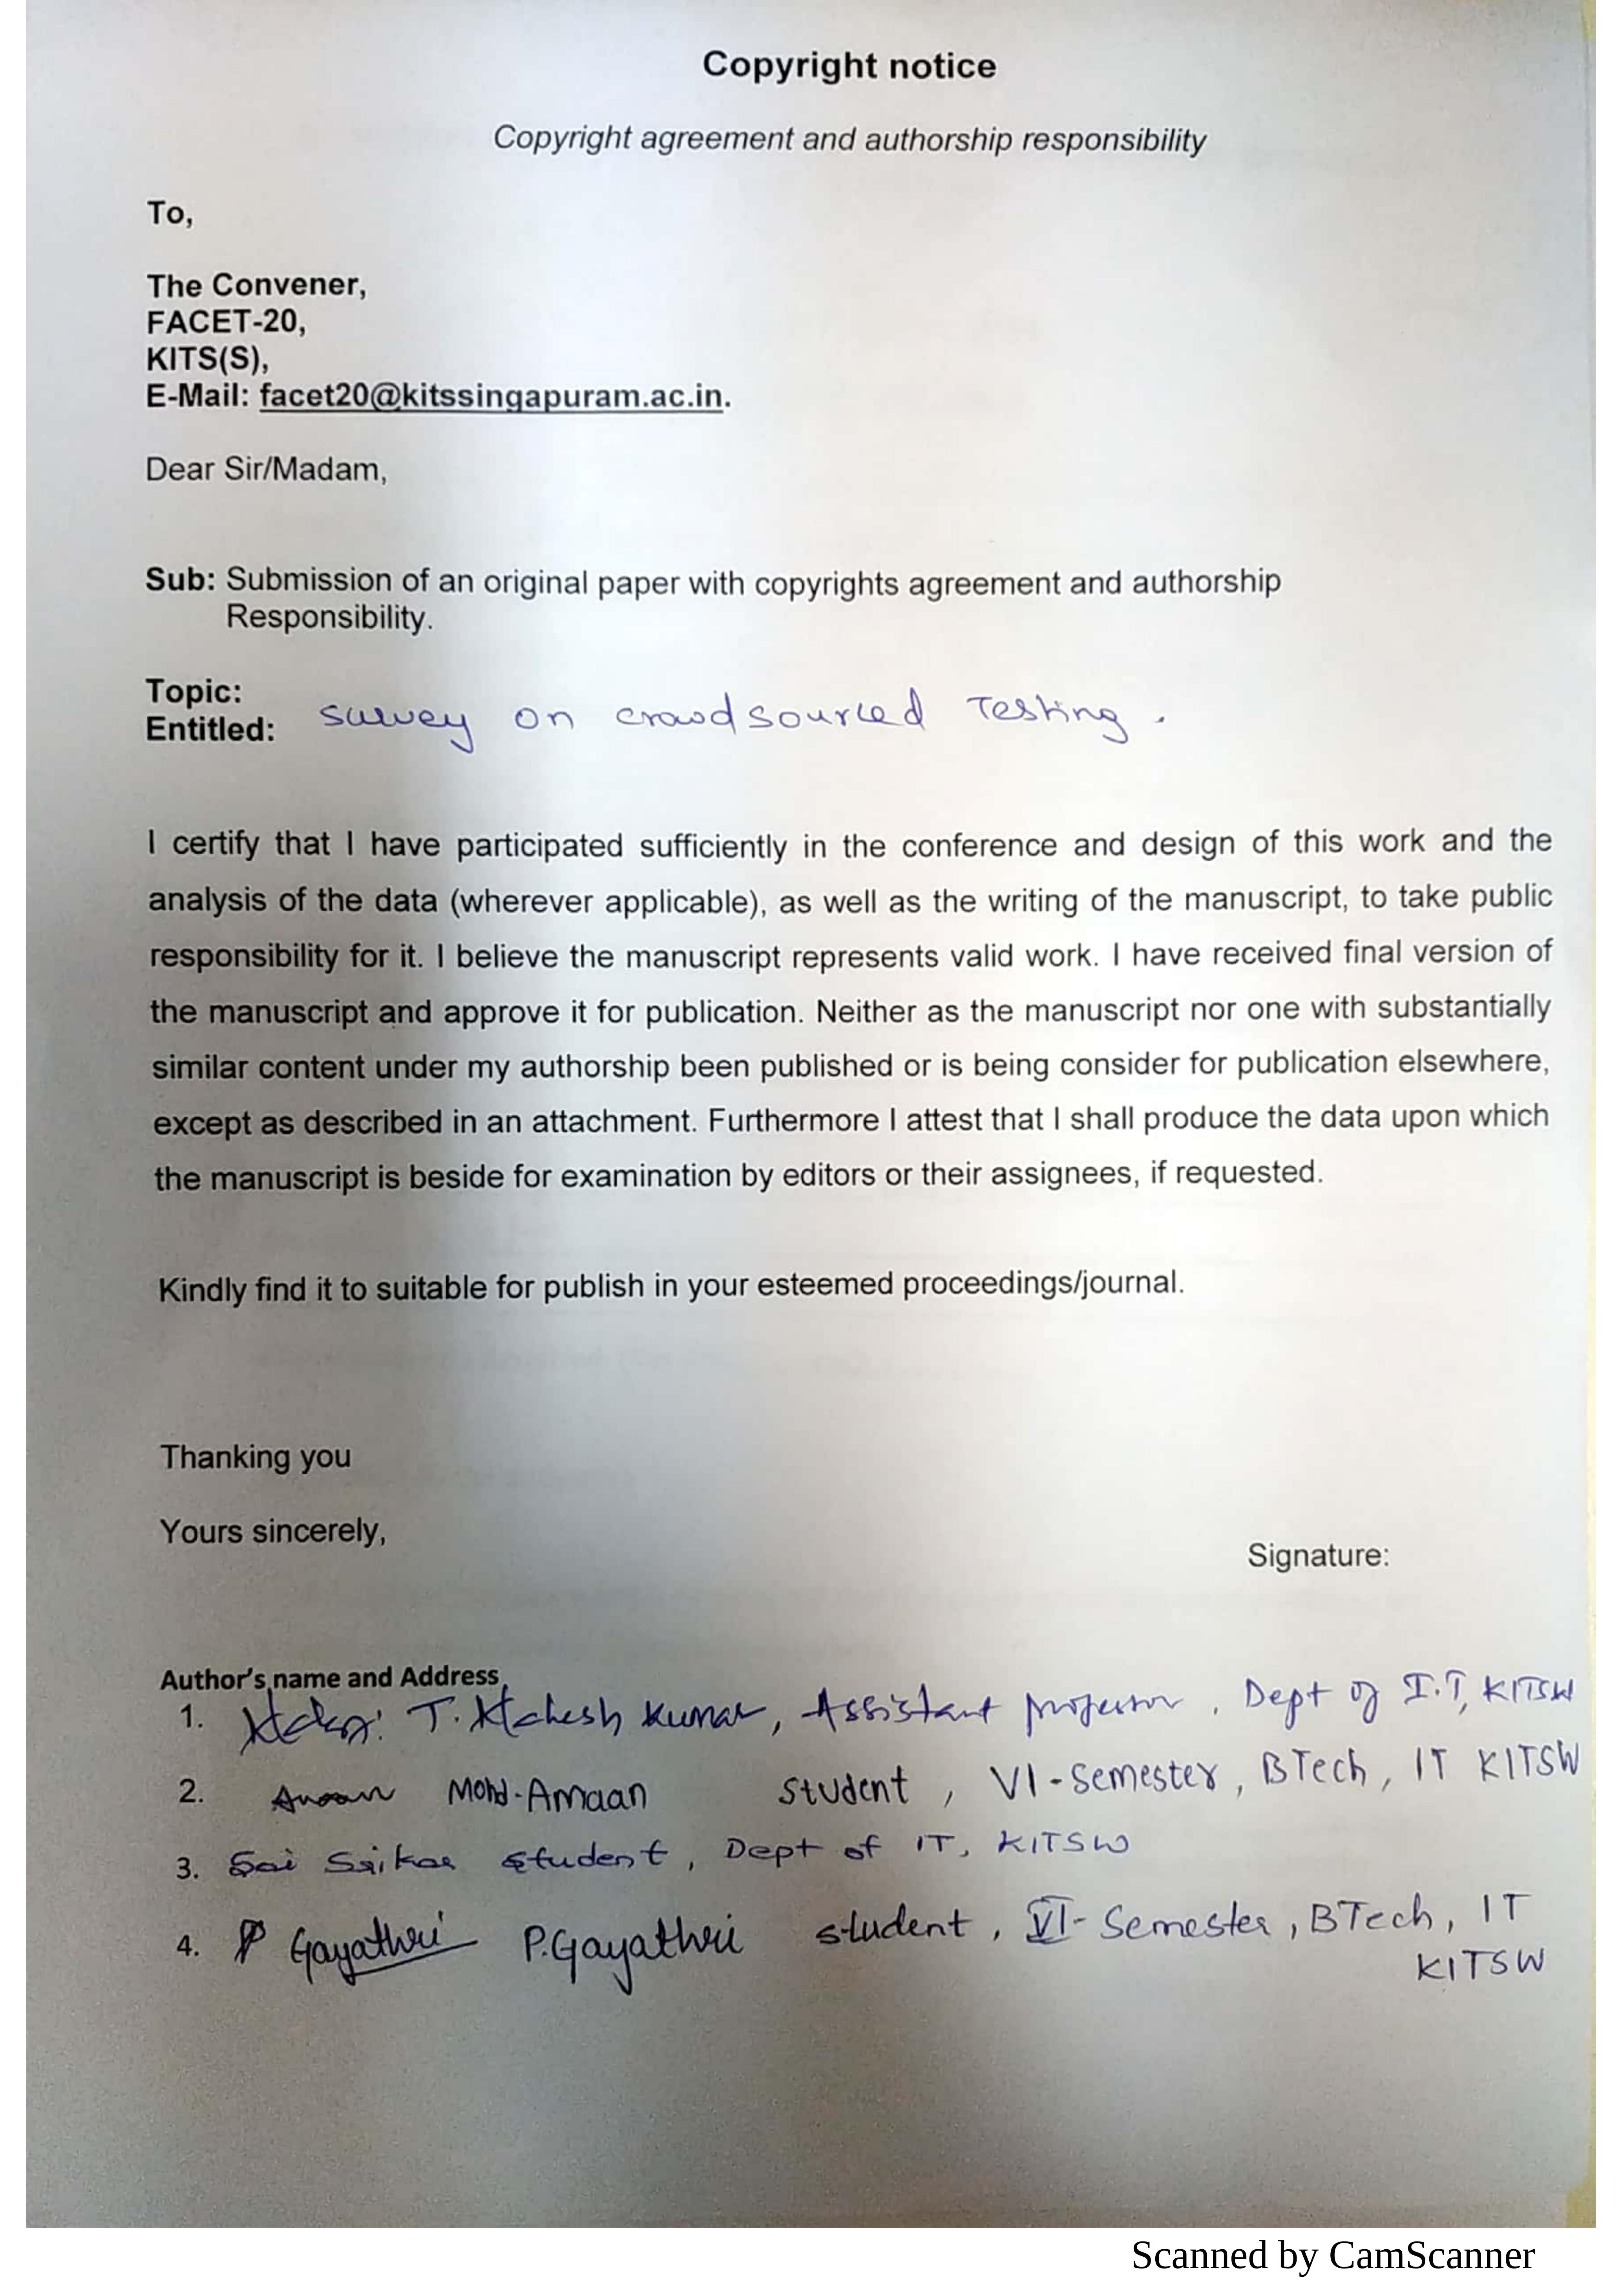 Copyright notice
Copyright agreement and authorship responsibility
To,
The Convener,
FACET-20,
KITS(S),
E-Mail: facet20@kitssingapuram.ac.in.
Dear Sir/Madam,
Sub: Submission of an original paper with copyrights agreement and authorship
Responsibility.
Topic:
Entitled: survey on crowdsourced Testing.
I certify that I have participated sufficiently in the conference and design of this work and the
analysis of the data (wherever applicable), as well as the writing of the manuscript, to take public
responsibility for it. I believe the manuscript represents valid work. I have received final version of
the manuscript and approve it for publication. Neither as the manuscript nor one with substantially
similar content under my authorship been published or is being consider for publication elsewhere,
except as described in an attachment. Furthermore I attest that I shall produce the data upon which
the manuscript is beside for examination by editors or their assignees, if requested.
Kindly find it to suitable for publish in your esteemed proceedings/journal.
Thanking you
Yours sincerely,
Signature:
Author's name and Address
1. T. Mahesh Kumar, Assistant professor, Dept of I.T, KITSW
2. Mohd-Amaan student, VI-Semester, BTech, IT KITSW
3. Sai Srikar student, Dept of IT, KITSW
4. P Gayathri P.Gayathri student, VI-Semester, BTech, IT
KITSW
Scanned by CamScanner